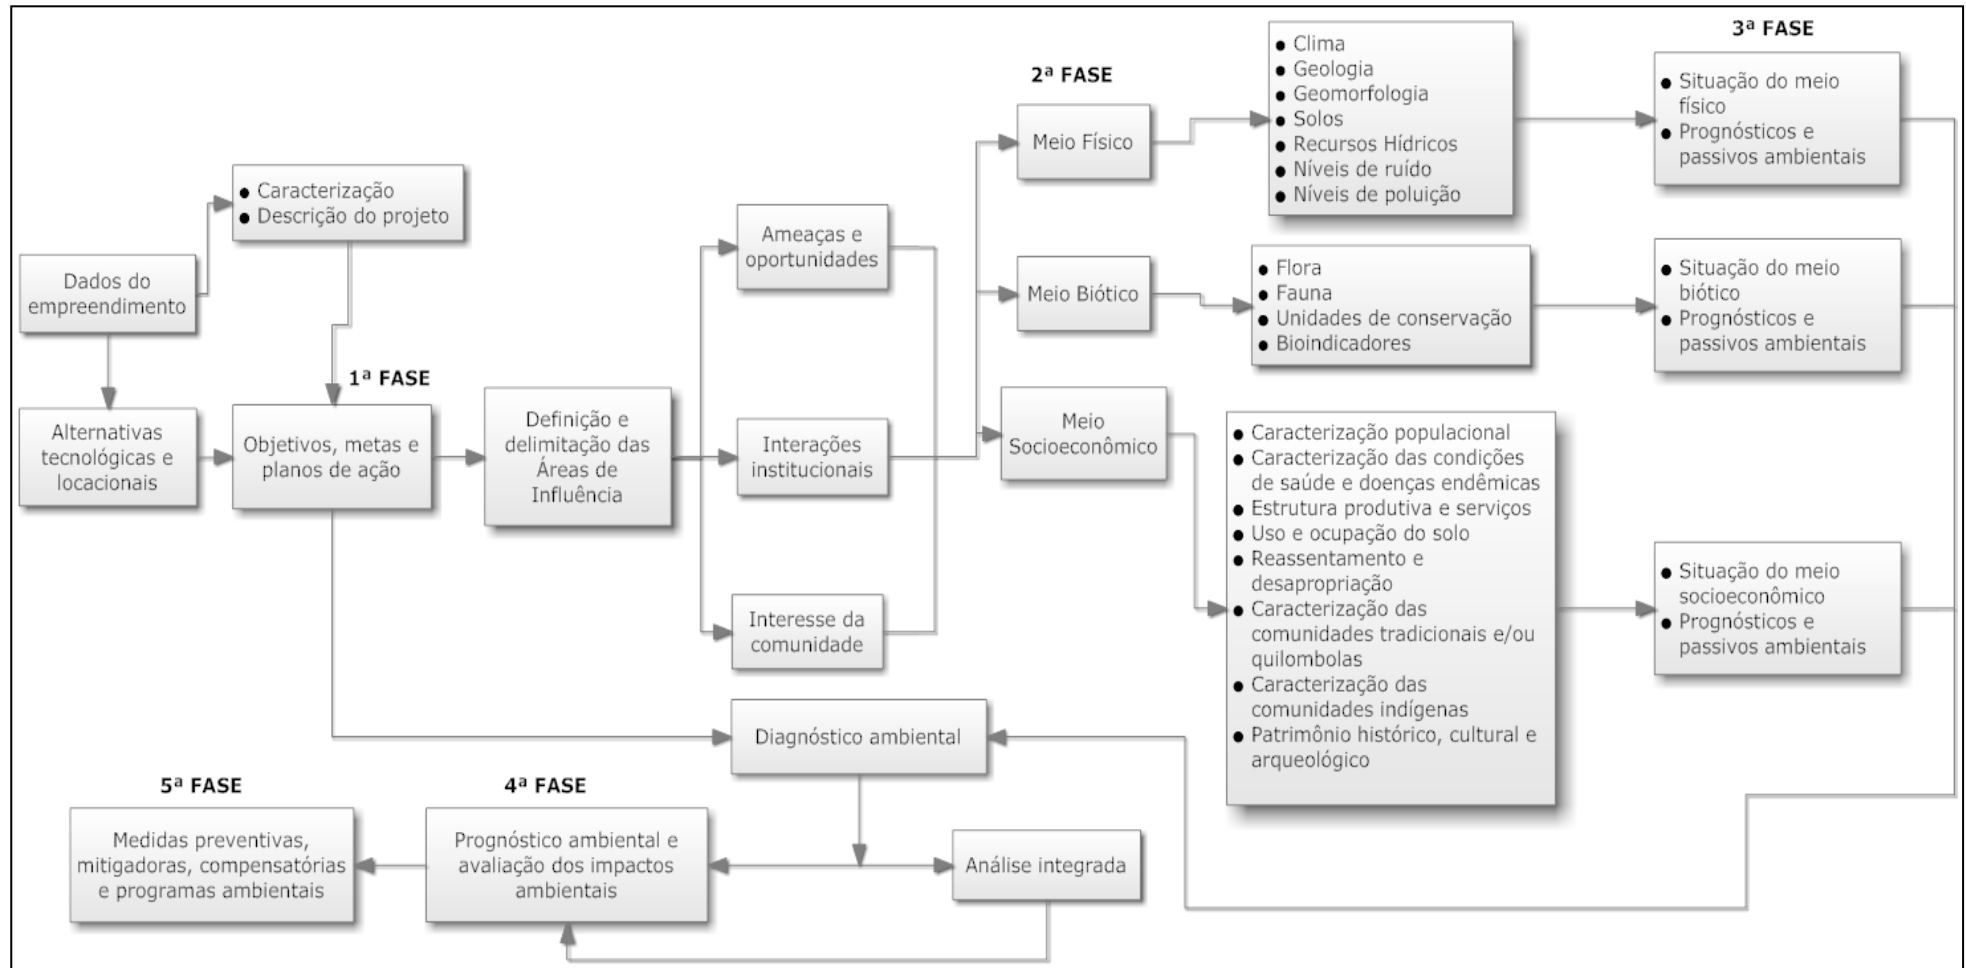 Dados do
empreendimento
● Caracterização
● Descrição do projeto
Alternativas
tecnológicas e
locacionais
1ª FASE
Objetivos, metas e
planos de ação
Definição e
delimitação das
Áreas de
Influência
Ameaças e
oportunidades
Interações
institucionais
Interesse da
comunidade
2ª FASE
Meio Físico
Meio Biótico
Meio
Socioeconômico
● Clima
● Geologia
● Geomorfologia
● Solos
● Recursos Hídricos
● Níveis de ruído
● Níveis de poluição
● Flora
● Fauna
● Unidades de conservação
● Bioindicadores
● Caracterização populacional
● Caracterização das condições
de saúde e doenças endêmicas
● Estrutura produtiva e serviços
● Uso e ocupação do solo
● Reassentamento e
desapropriação
● Caracterização das
comunidades tradicionais e/ou
quilombolas
● Caracterização das
comunidades indígenas
● Patrimônio histórico, cultural e
arqueológico
3ª FASE
● Situação do meio
físico
● Prognósticos e
passivos ambientais
● Situação do meio
biótico
● Prognósticos e
passivos ambientais
● Situação do meio
socioeconômico
● Prognósticos e
passivos ambientais
Diagnóstico ambiental
Análise integrada
4ª FASE
Prognóstico ambiental e
avaliação dos impactos
ambientais
5ª FASE
Medidas preventivas,
mitigadoras, compensatórias
e programas ambientais